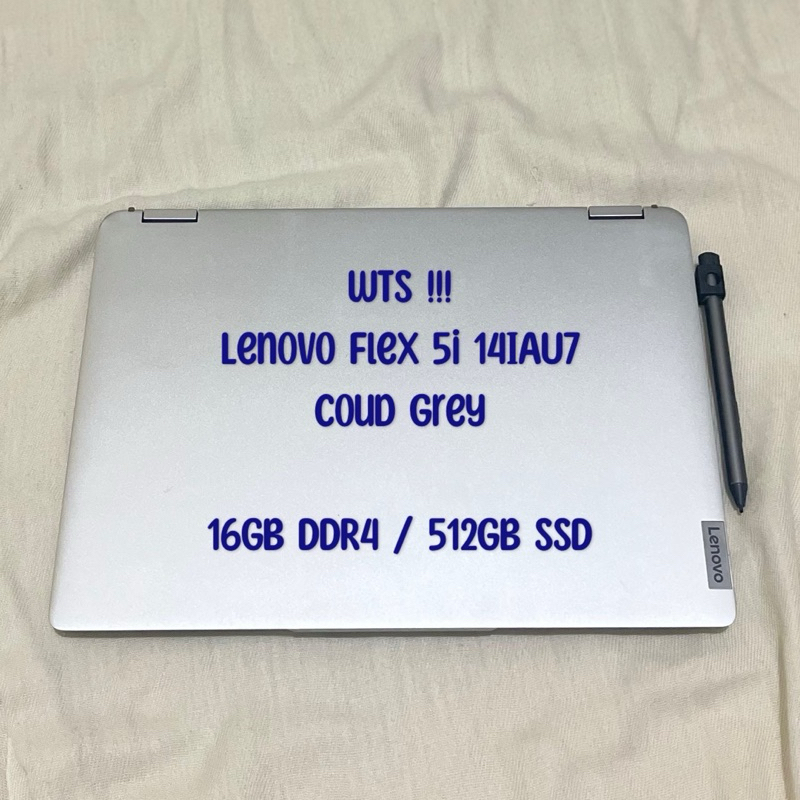 WTS !!!
Lenovo Flex 5i 14IAU7
Coud Grey
16GB DDR4 / 512GB SSD
Lenovo